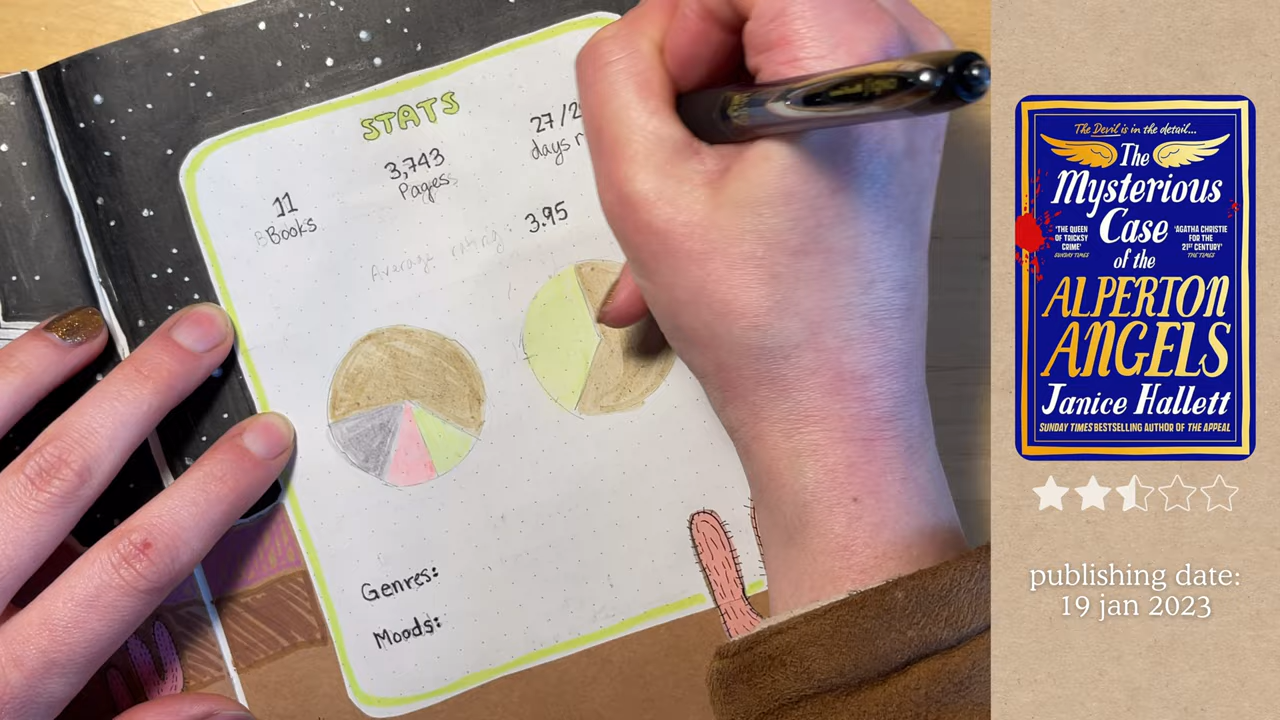 STATS
11
Books
3,743
Pages
27/2
days r
Average rating:
3.95
Genres:
Moods:
The Devil is in the detail...
The
Mysterious
Case
of the
'THE QUEEN
OF TRICKSY
CRIME'
SUNDAY TIMES
'AGATHA CHRISTIE
FOR THE
21ST CENTURY'
THE TIMES
ALPERTON
ANGELS
Janice Hallett
SUNDAY TIMES BESTSELLING AUTHOR OF THE APPEAL
publishing date:
19 jan 2023